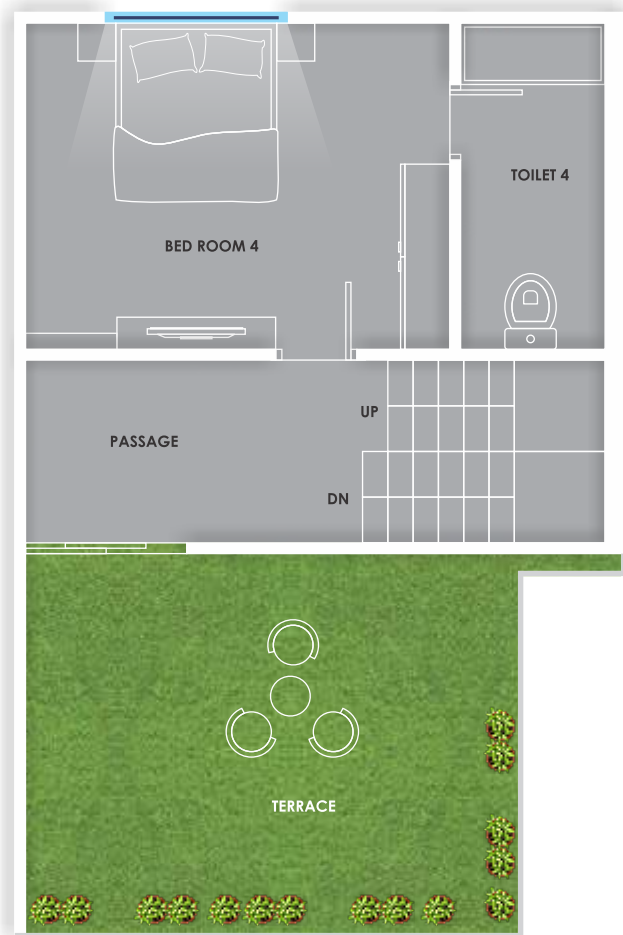 TOILET 4
BED ROOM 4
UP
PASSAGE
DN
TERRACE